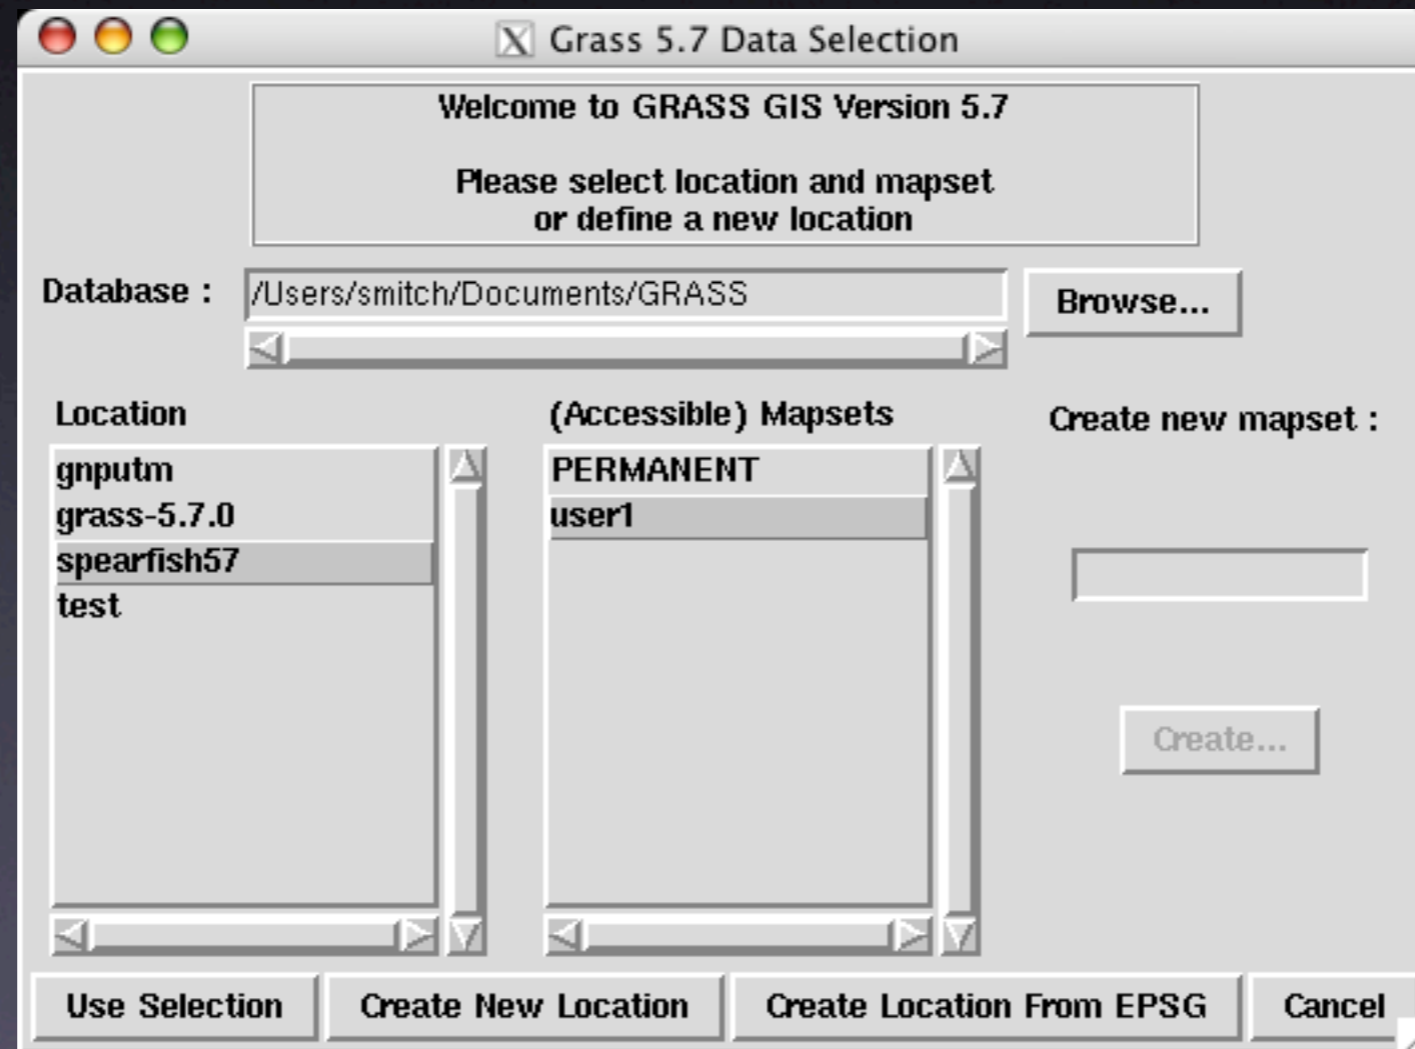 Grass 5.7 Data Selection
Welcome to GRASS GIS Version 5.7
Please select location and mapset
or define a new location
Database :
/Users/smitch/Documents/GRASS
Browse...
Location
gnputm
grass-5.7.0
spearfish57
test
(Accessible) Mapsets
PERMANENT
user1
Create new mapset :
Create...
Use Selection
Create New Location
Create Location From EPSG
Cancel